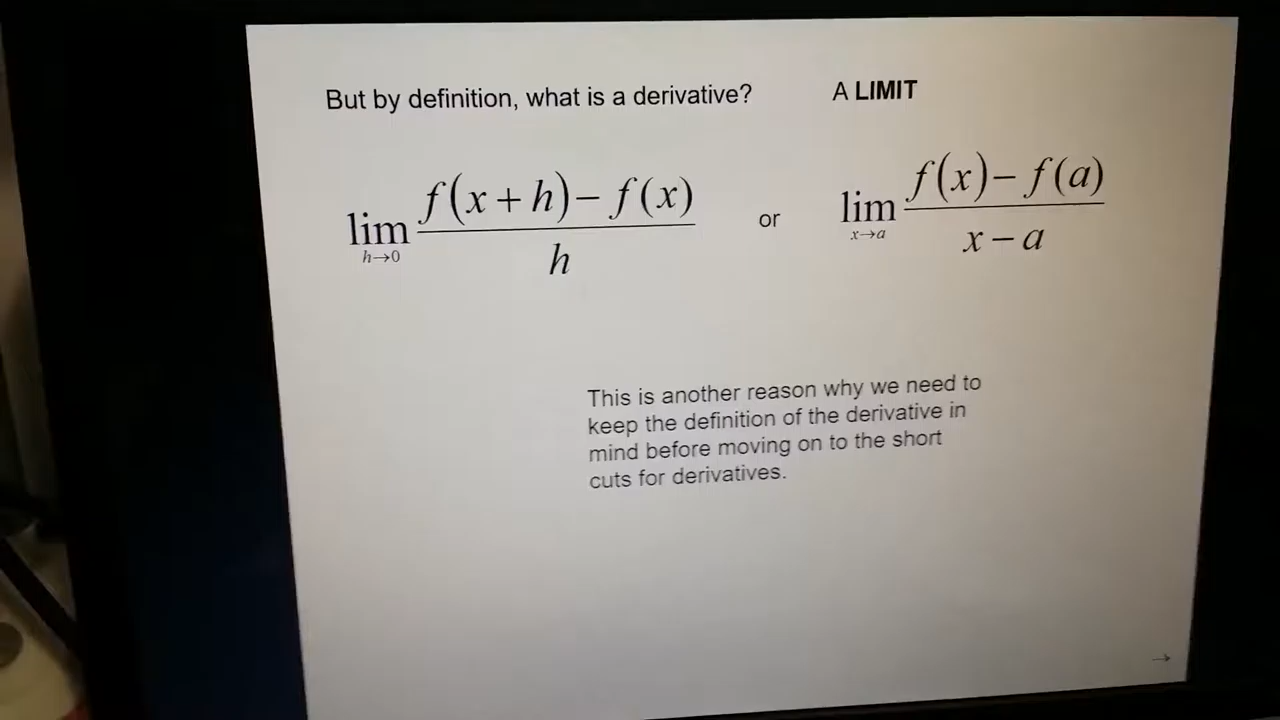 But by definition, what is a derivative? A LIMIT
lim h→0 f(x+h)−f(x) / h or lim x→a f(x)−f(a) / x−a
This is another reason why we need to
keep the definition of the derivative in
mind before moving on to the short
cuts for derivatives.
→